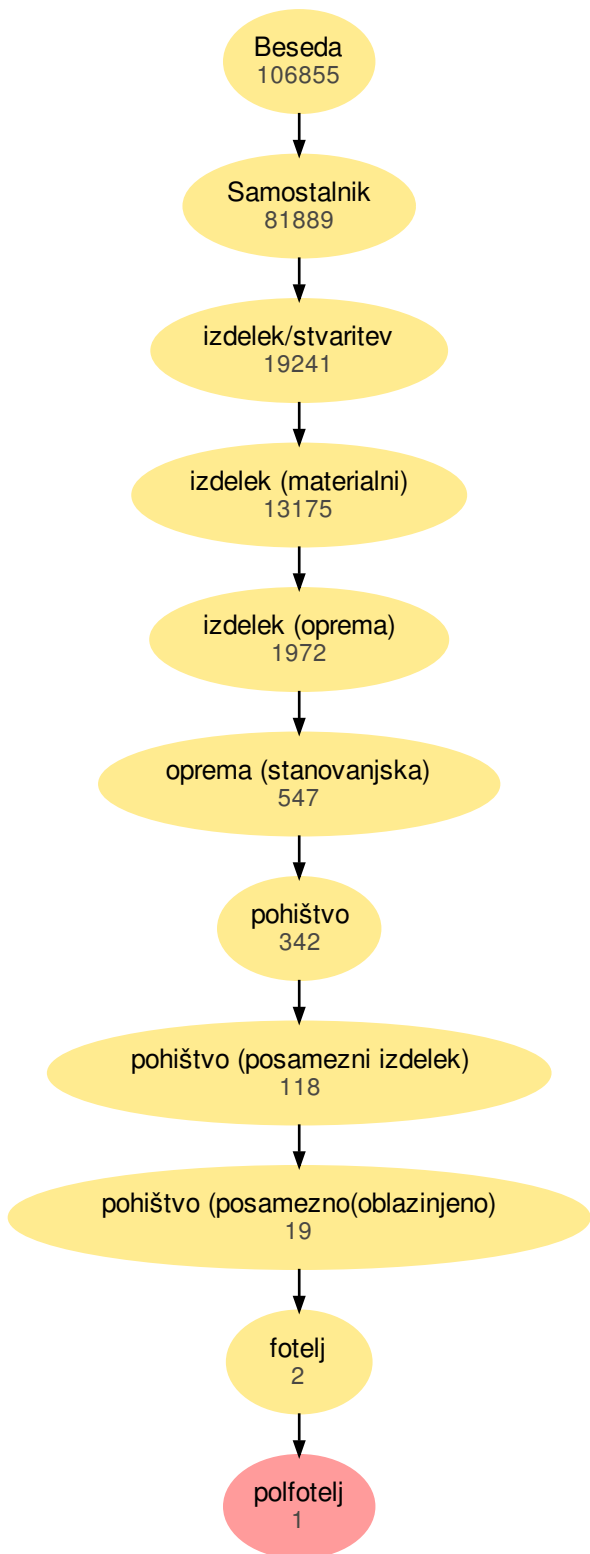 Beseda
106855
Samostalnik
81889
izdelek/stvaritev
19241
izdelek (materialni)
13175
izdelek (oprema)
1972
oprema (stanovanjska)
547
pohištvo
342
pohištvo (posamezni izdelek)
118
pohištvo (posamezno(oblazinjeno)
19
fotelj
2
polfotelj
1